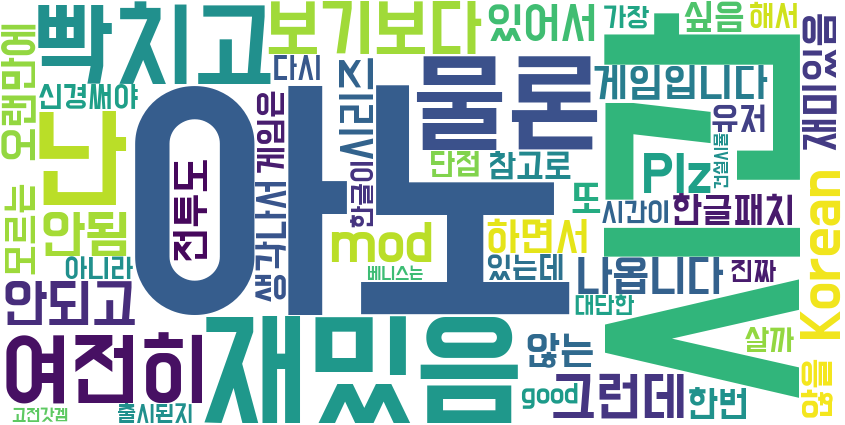 빡치고
보기보다
있어서
가장
싶음
해서
오랜만에
신경써야
다시
시리즈
물론
게임입니다
재미있음
난
아노
전투도
생각나서
게임은
한글이
단점
참고로
Plz
유저
건설시물
또
시간이
한글패치
모르는
안됨
아니라
mod
베니스는
하면서
있는데
나옵니다
진짜
Korean
안되고
여전히
재밌음
대단한
않는
살까
않을
good
그런데
한번
고전갓겜
출시된지